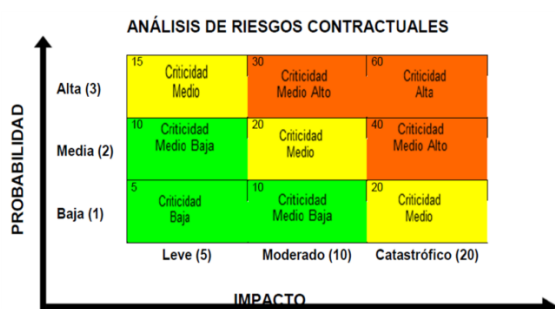 ANÁLISIS DE RIESGOS CONTRACTUALES
PROBABILIDAD
Alta (3)
15
Criticidad
Medio
30
Criticidad
Medio Alto
60
Criticidad
Alta
Media (2)
10
Criticidad
Medio Baja
20
Criticidad
Medio
40
Criticidad
Medio Alto
Baja (1)
5
Criticidad
Baja
10
Criticidad
Medio Baja
20
Criticidad
Medio
Leve (5)
Moderado (10)
Catastrófico (20)
IMPACTO